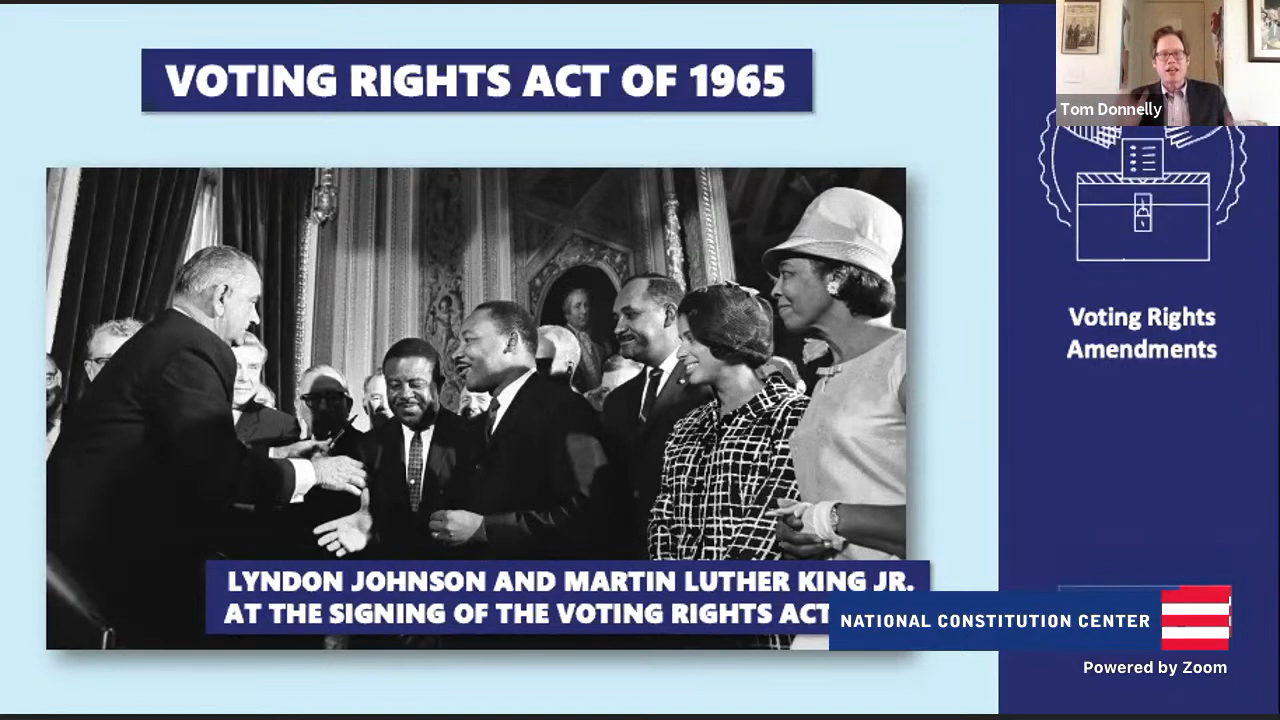 VOTING RIGHTS ACT OF 1965
Tom Donnelly
Voting Rights
Amendments
LYNDON JOHNSON AND MARTIN LUTHER KING JR.
AT THE SIGNING OF THE VOTING RIGHTS ACT
NATIONAL CONSTITUTION CENTER
Powered by Zoom